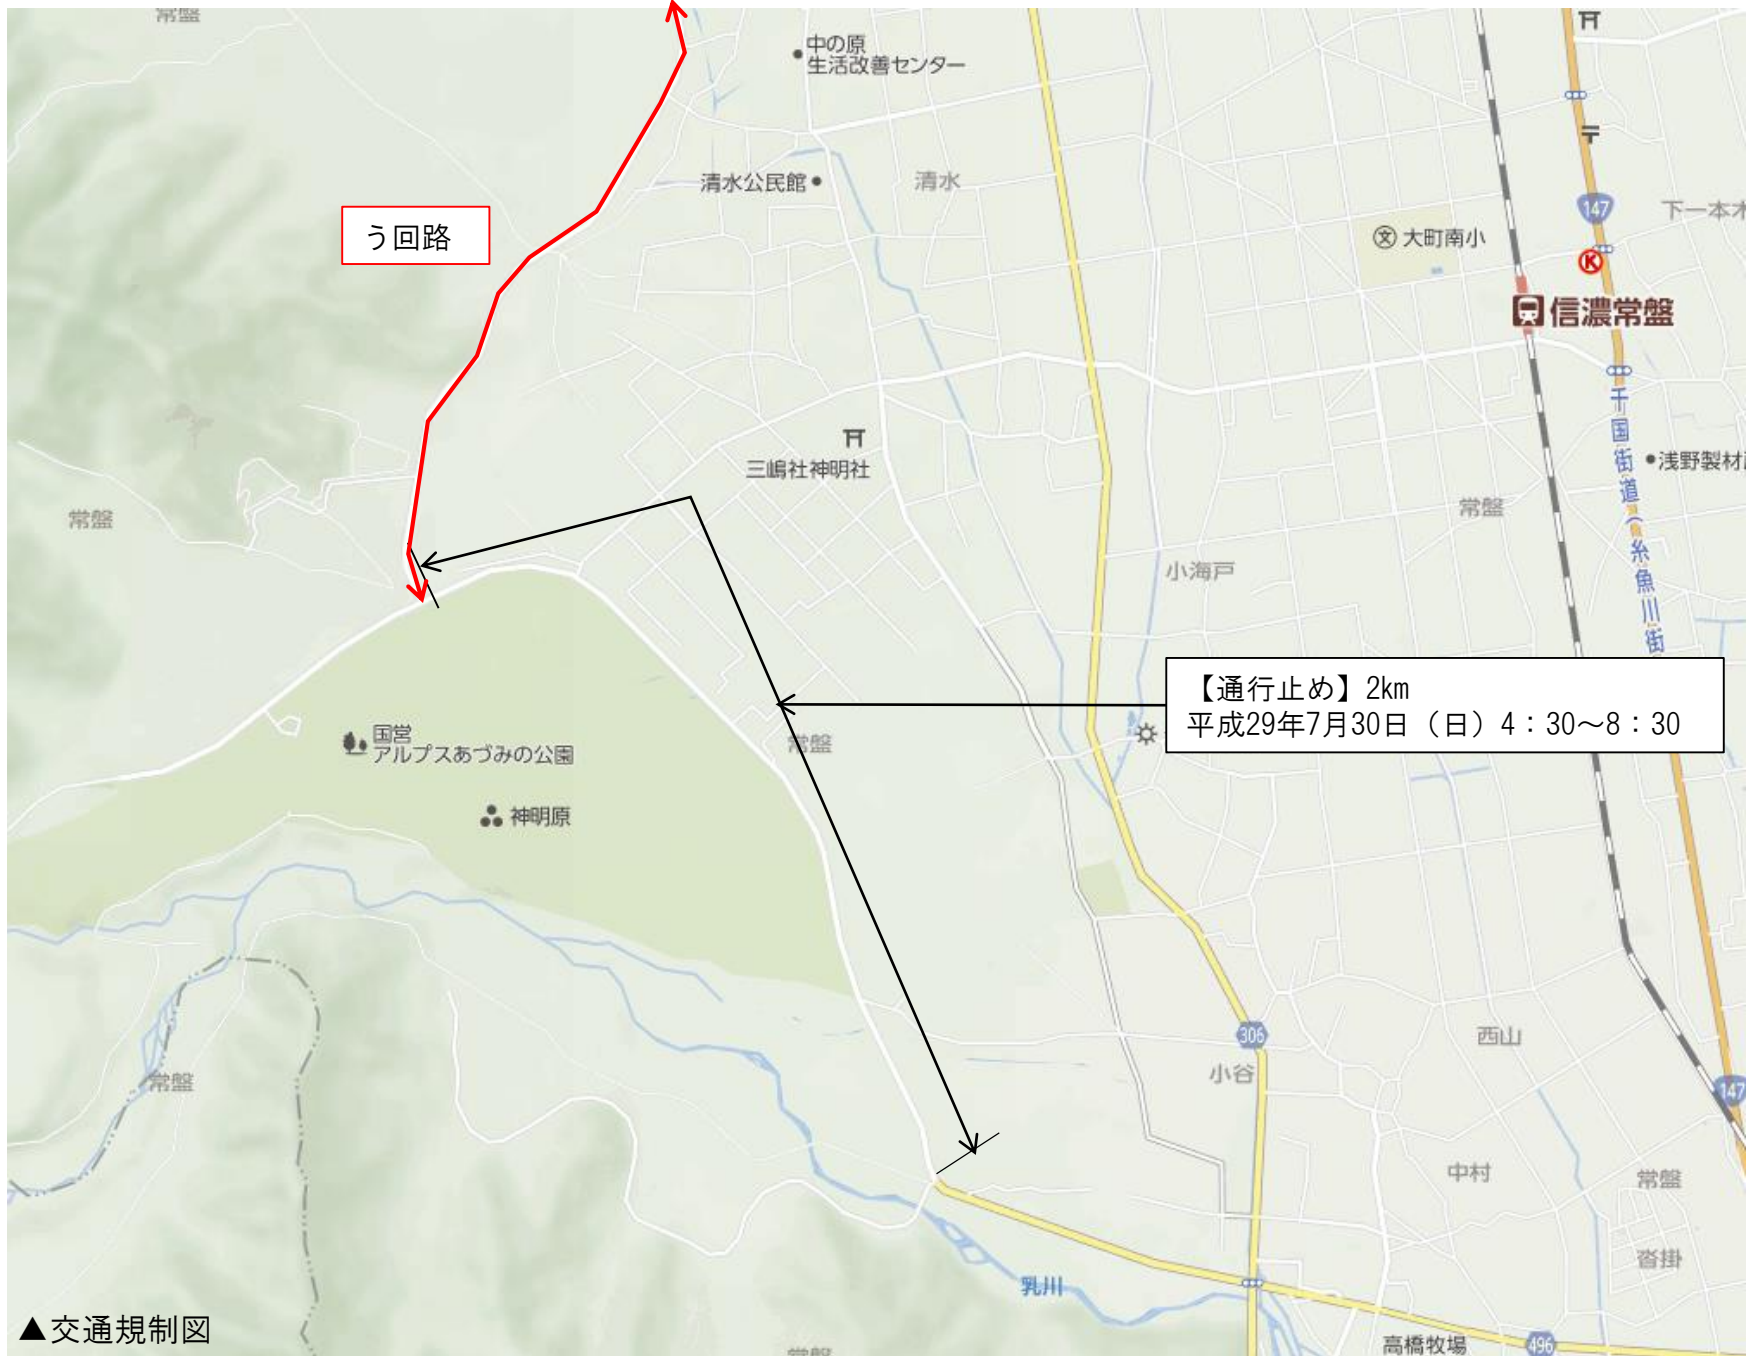 常盤
中の原
生活改善センター
清水公民館
清水
147
下一本木
う回路
大町南小
文
K
信濃常盤
千国街道(糸魚川街
三嶋社神明社
浅野製材
常盤
常盤
小海戸
【通行止め】2km
平成29年7月30日（日）4：30～8：30
国営
アルプスあづみの公園
常盤
神明原
306
西山
小谷
常盤
147
中村
常盤
沓掛
乳川
▲交通規制図
高橋牧場
496
常盤